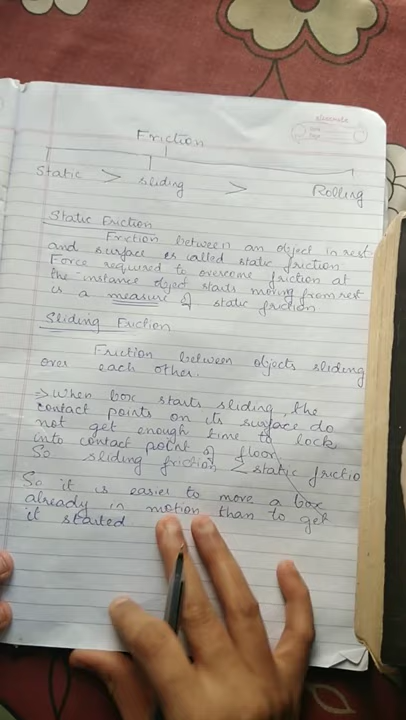 classmate
Date
Page
Friction
Static > sliding > Rolling
Static Friction
Friction between an object in rest
and surface is called static friction
Force required to overcome friction at
the instance object starts moving from rest
is a measure of static friction
Sliding Friction
Friction between objects sliding
over each other.
⇒ When box starts sliding, the
contact points on its surface do
not get enough time to lock
into contact point of floor
So sliding friction < static frictio
So it is easier to move a box
already in motion than to get
it started